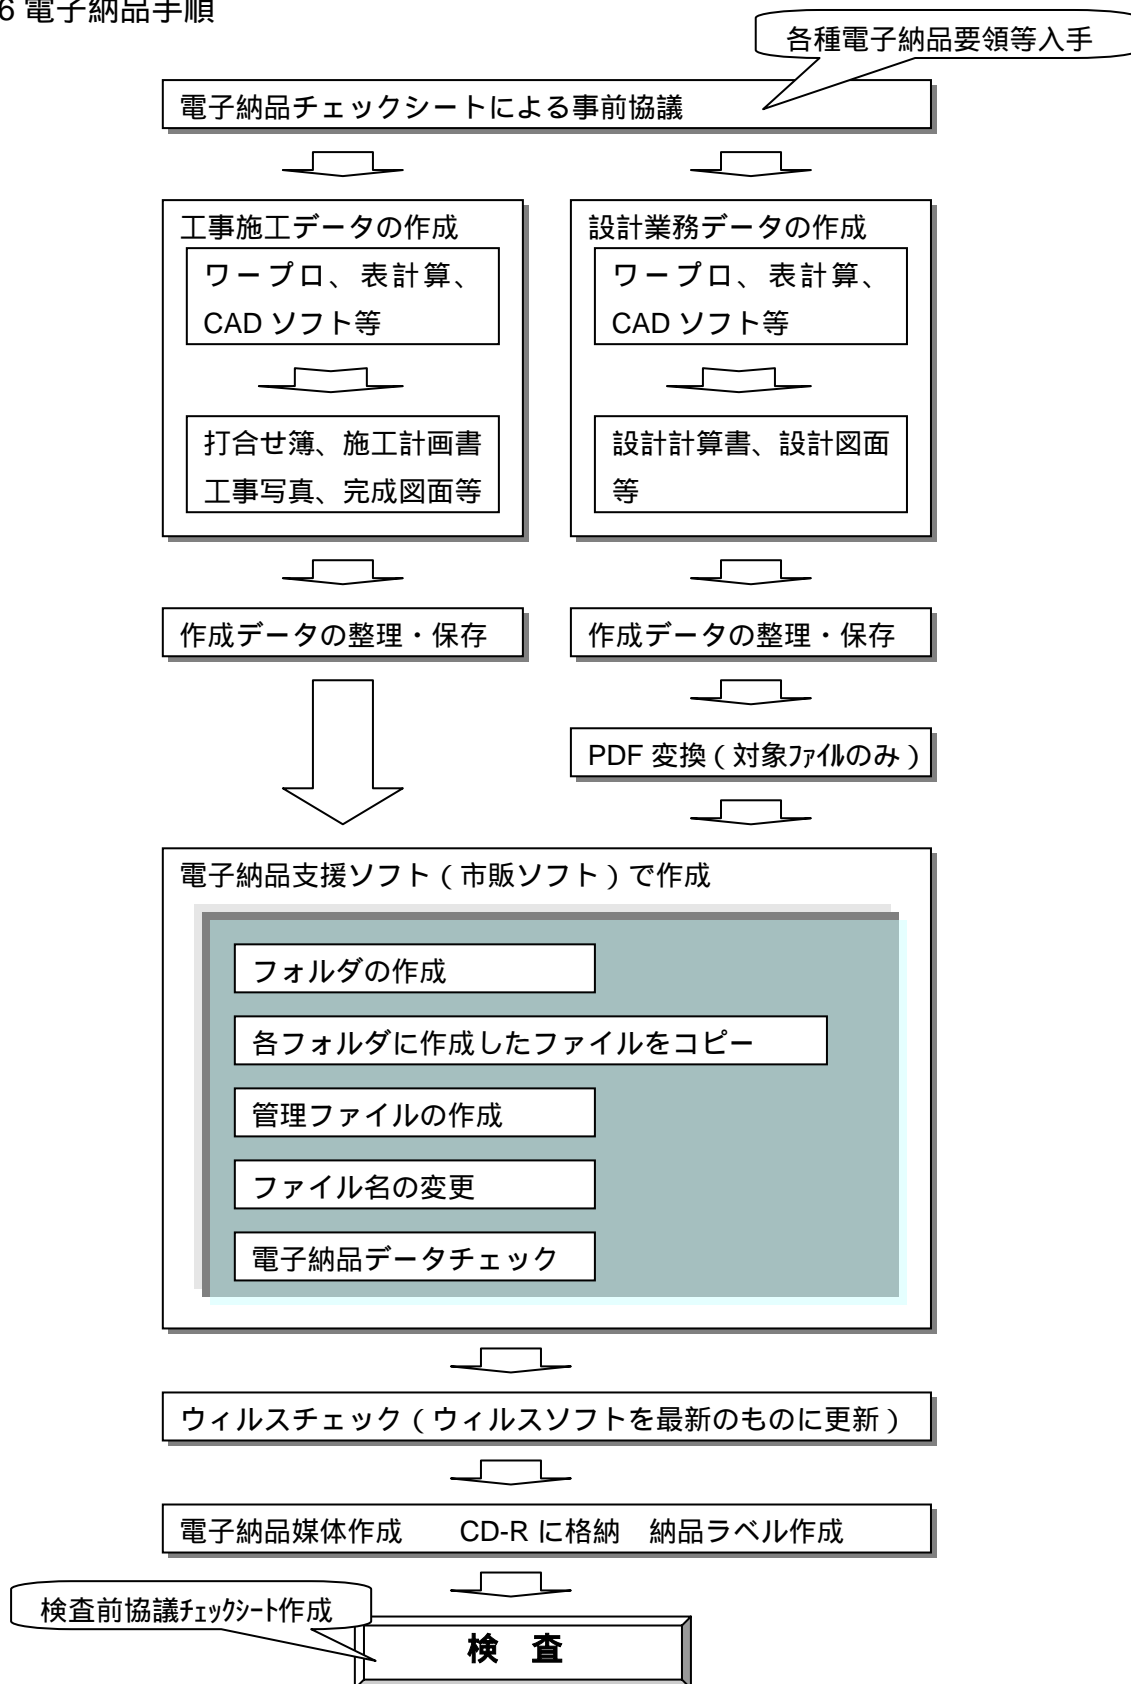 6 電子納品手順
各種電子納品要領等入手
電子納品チェックシートによる事前協議
工事施工データの作成
ワープロ、表計算、
CAD ソフト等
打合せ簿、施工計画書
工事写真、完成図面等
設計業務データの作成
ワープロ、表計算、
CAD ソフト等
設計計算書、設計図面
等
作成データの整理・保存
作成データの整理・保存
PDF 変換（対象ﾌｧｲﾙのみ）
電子納品支援ソフト（市販ソフト）で作成
フォルダの作成
各フォルダに作成したファイルをコピー
管理ファイルの作成
ファイル名の変更
電子納品データチェック
ウィルスチェック（ウィルスソフトを最新のものに更新）
電子納品媒体作成　　CD-R に格納　納品ラベル作成
検査前協議ﾁｪｯｸｼｰﾄ作成
検　査